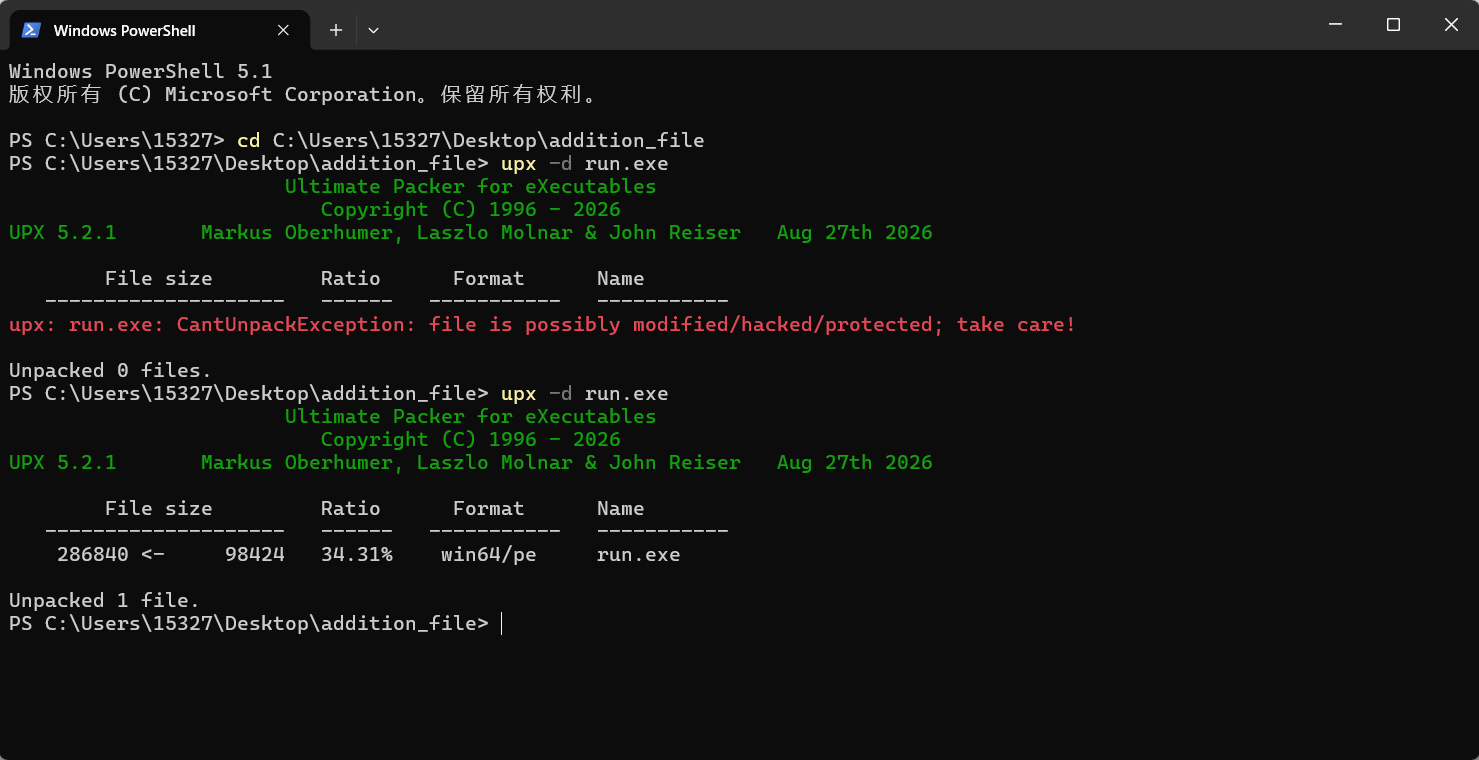 Windows PowerShell
Windows PowerShell 5.1
版权所有 (C) Microsoft Corporation。保留所有权利。
PS C:\Users\15327> cd C:\Users\15327\Desktop\addition_file
PS C:\Users\15327\Desktop\addition_file> upx -d run.exe
Ultimate Packer for eXecutables
Copyright (C) 1996 - 2026
UPX 5.2.1       Markus Oberhumer, Laszlo Molnar & John Reiser   Aug 27th 2026
File size         Ratio      Format      Name
--------------------   ------   -----------   -----------
upx: run.exe: CantUnpackException: file is possibly modified/hacked/protected; take care!
Unpacked 0 files.
PS C:\Users\15327\Desktop\addition_file> upx -d run.exe
Ultimate Packer for eXecutables
Copyright (C) 1996 - 2026
UPX 5.2.1       Markus Oberhumer, Laszlo Molnar & John Reiser   Aug 27th 2026
File size         Ratio      Format      Name
--------------------   ------   -----------   -----------
286840 <-     98424   34.31%    win64/pe     run.exe
Unpacked 1 file.
PS C:\Users\15327\Desktop\addition_file>